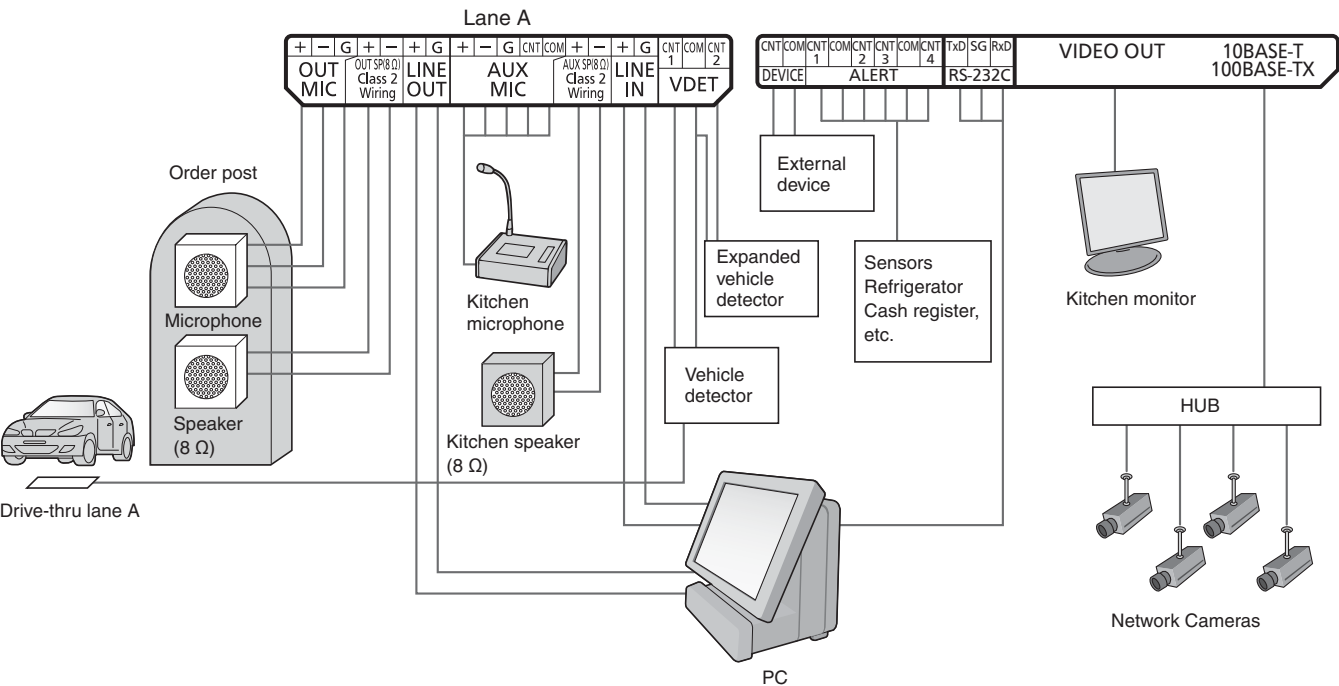 Lane A
+ − G + − + G + − G CNT COM + − + G CNT 1 COM CNT 2
OUT MIC
OUT SP(8 Ω) Class 2 Wiring
LINE OUT
AUX MIC
AUX SP(8 Ω) Class 2 Wiring
LINE IN
VDET
CNT COM CNT 1 COM CNT 2 CNT 3 COM CNT 4 TxD SG RxD
DEVICE
ALERT
RS-232C
VIDEO OUT
10BASE-T
100BASE-TX
Order post
Microphone
Speaker
(8 Ω)
Drive-thru lane A
Kitchen
microphone
Kitchen speaker
(8 Ω)
Expanded
vehicle
detector
Vehicle
detector
External
device
Sensors
Refrigerator
Cash register,
etc.
Kitchen monitor
HUB
Network Cameras
PC